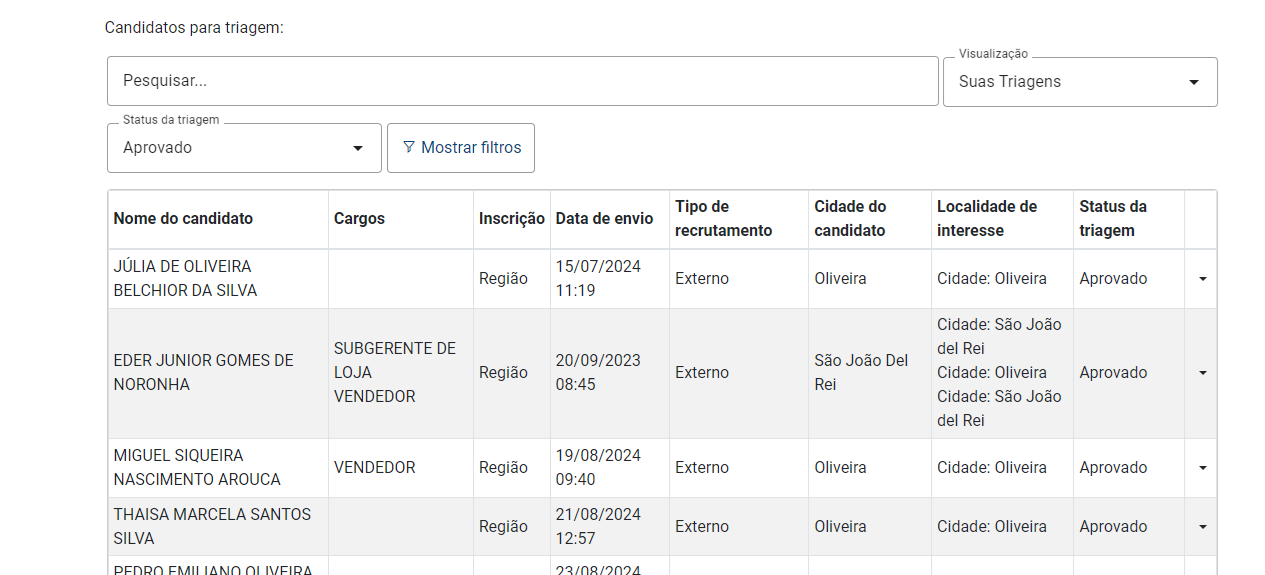 Candidatos para triagem:
Pesquisar...
Visualização
Suas Triagens
Status da triagem
Aprovado
Mostrar filtros
Nome do candidato
Cargos
Inscrição
Data de envio
Tipo de
recrutamento
Cidade do
candidato
Localidade de
interesse
Status da
triagem
JÚLIA DE OLIVEIRA
BELCHIOR DA SILVA
Região
15/07/2024
11:19
Externo
Oliveira
Cidade: Oliveira
Aprovado
EDER JUNIOR GOMES DE
NORONHA
SUBGERENTE DE
LOJA
VENDEDOR
Região
20/09/2023
08:45
Externo
São João Del
Rei
Cidade: São João
del Rei
Cidade: Oliveira
Cidade: São João
del Rei
Aprovado
MIGUEL SIQUEIRA
NASCIMENTO AROUCA
VENDEDOR
Região
19/08/2024
09:40
Externo
Oliveira
Cidade: Oliveira
Aprovado
THAISA MARCELA SANTOS
SILVA
Região
21/08/2024
12:57
Externo
Oliveira
Cidade: Oliveira
Aprovado
PEDRO EMILIANO OLIVEIRA
23/08/2024